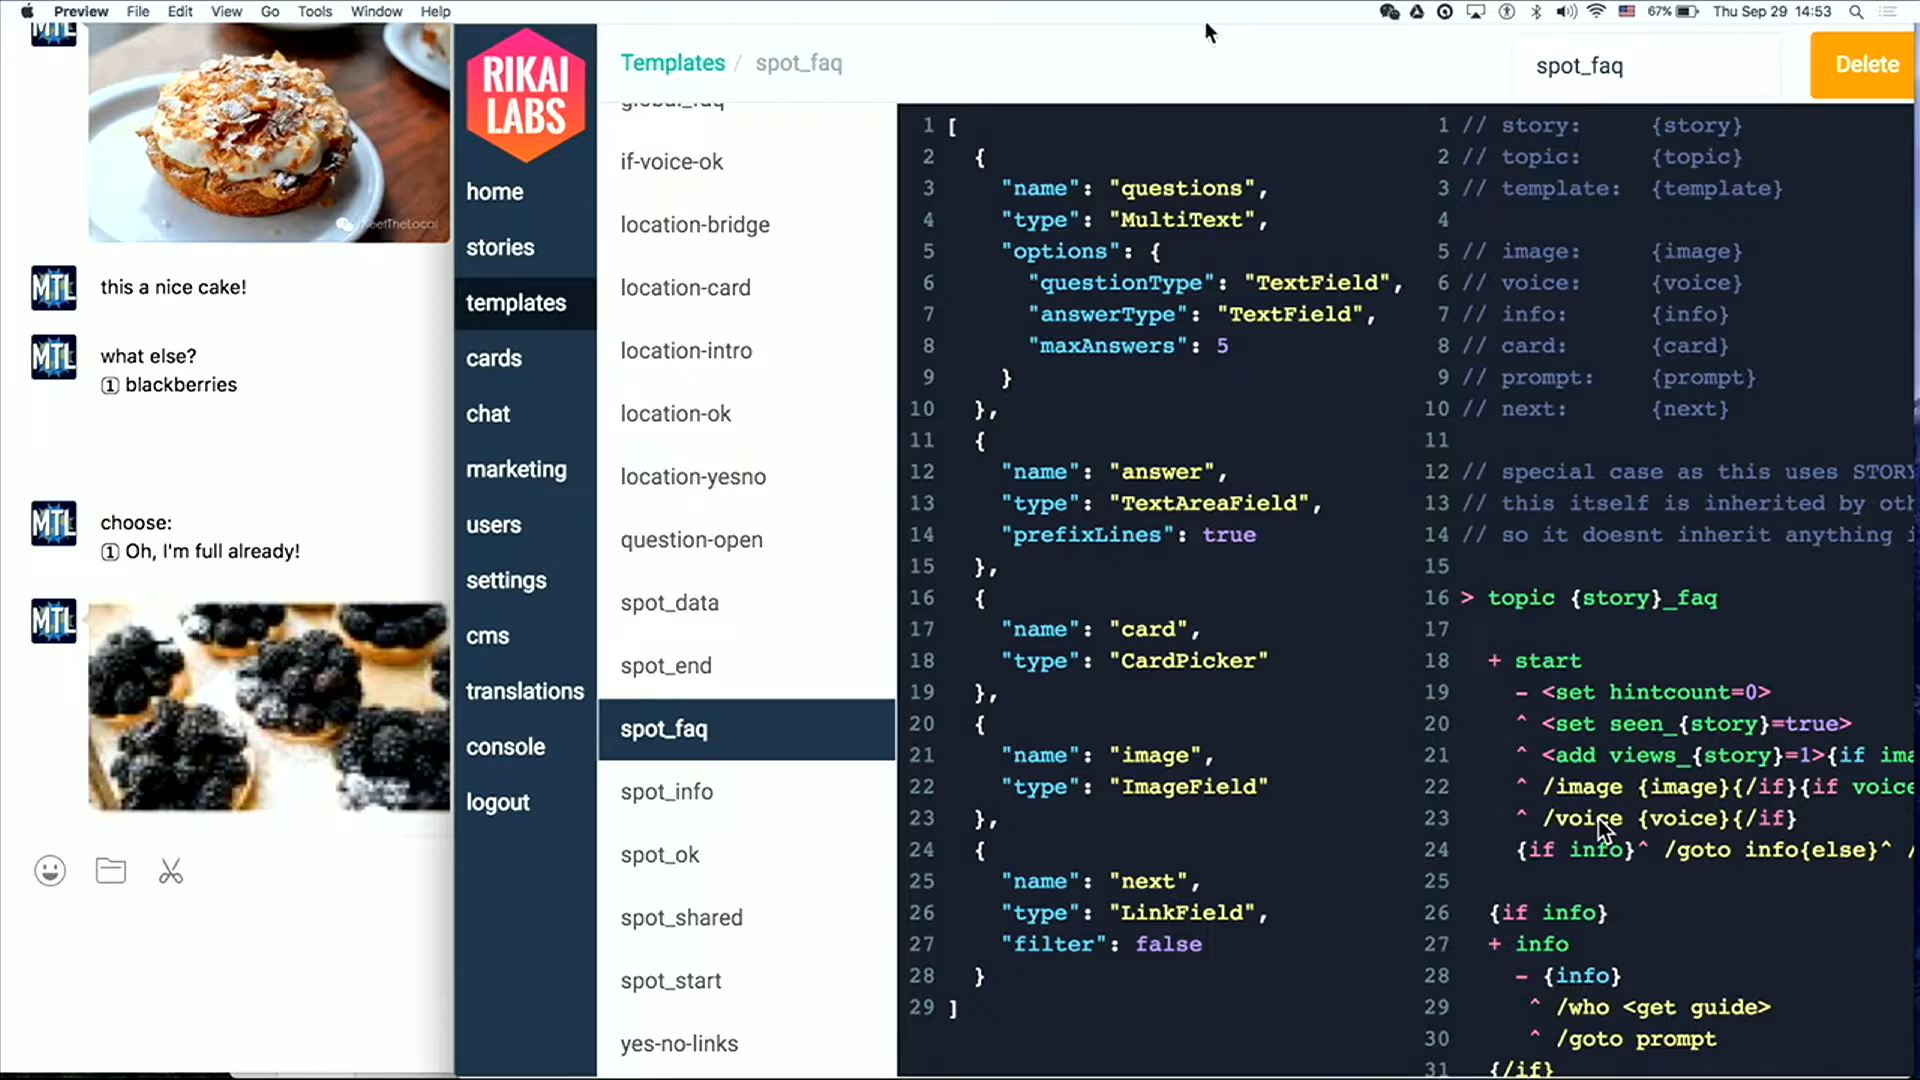 Preview File Edit View Go Tools Window Help
67% Thu Sep 29 14:53
MTL
MeetTheLocal
MTL
this a nice cake!
MTL
what else?
1 blackberries
MTL
choose:
1 Oh, I'm full already!
MTL
RIKAI
LABS
home
stories
templates
cards
chat
marketing
users
settings
cms
translations
console
logout
Templates / spot_faq
spot_faq
Delete
global_faq
if-voice-ok
location-bridge
location-card
location-intro
location-ok
location-yesno
question-open
spot_data
spot_end
spot_faq
spot_info
spot_ok
spot_shared
spot_start
yes-no-links
1 [
2 {
3 "name": "questions",
4 "type": "MultiText",
5 "options": {
6 "questionType": "TextField",
7 "answerType": "TextField",
8 "maxAnswers": 5
9 }
10 },
11 {
12 "name": "answer",
13 "type": "TextAreaField",
14 "prefixLines": true
15 },
16 {
17 "name": "card",
18 "type": "CardPicker"
19 },
20 {
21 "name": "image",
22 "type": "ImageField"
23 },
24 {
25 "name": "next",
26 "type": "LinkField",
27 "filter": false
28 }
29 ]
1 // story: {story}
2 // topic: {topic}
3 // template: {template}
4
5 // image: {image}
6 // voice: {voice}
7 // info: {info}
8 // card: {card}
9 // prompt: {prompt}
10 // next: {next}
11
12 // special case as this uses STORY
13 // this itself is inherited by oth
14 // so it doesnt inherit anything i
15
16 > topic {story}_faq
17
18 + start
19 - <set hintcount=0>
20 ^ <set seen_{story}=true>
21 ^ <add views_{story}=1>{if ima
22 ^ /image {image}{/if}{if voice
23 ^ /voice {voice}{/if}
24 {if info}^ /goto info{else}^ /
25
26 {if info}
27 + info
28 - {info}
29 ^ /who <get guide>
30 ^ /goto prompt
31 {/if}